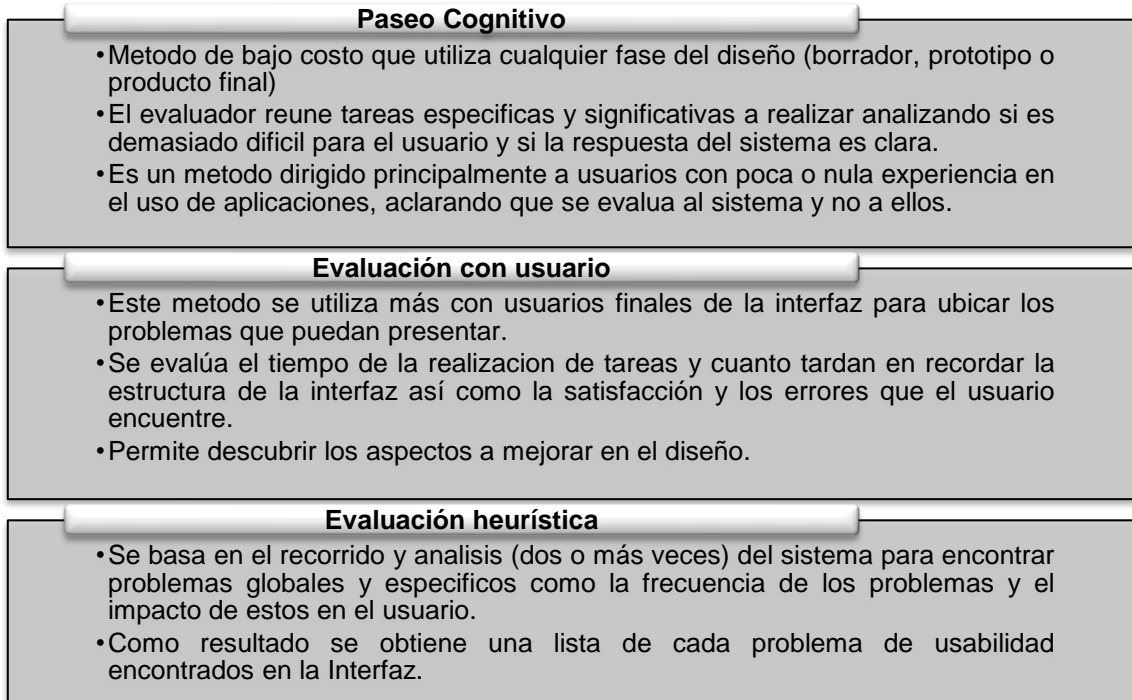 Paseo Cognitivo
•Metodo de bajo costo que utiliza cualquier fase del diseño (borrador, prototipo o
producto final)
•El evaluador reune tareas especificas y significativas a realizar analizando si es
demasiado dificil para el usuario y si la respuesta del sistema es clara.
•Es un metodo dirigido principalmente a usuarios con poca o nula experiencia en
el uso de aplicaciones, aclarando que se evalua al sistema y no a ellos.
Evaluación con usuario
•Este metodo se utiliza más con usuarios finales de la interfaz para ubicar los
problemas que puedan presentar.
•Se evalúa el tiempo de la realizacion de tareas y cuanto tardan en recordar la
estructura de la interfaz así como la satisfacción y los errores que el usuario
encuentre.
•Permite descubrir los aspectos a mejorar en el diseño.
Evaluación heurística
•Se basa en el recorrido y analisis (dos o más veces) del sistema para encontrar
problemas globales y especificos como la frecuencia de los problemas y el
impacto de estos en el usuario.
•Como resultado se obtiene una lista de cada problema de usabilidad
encontrados en la Interfaz.